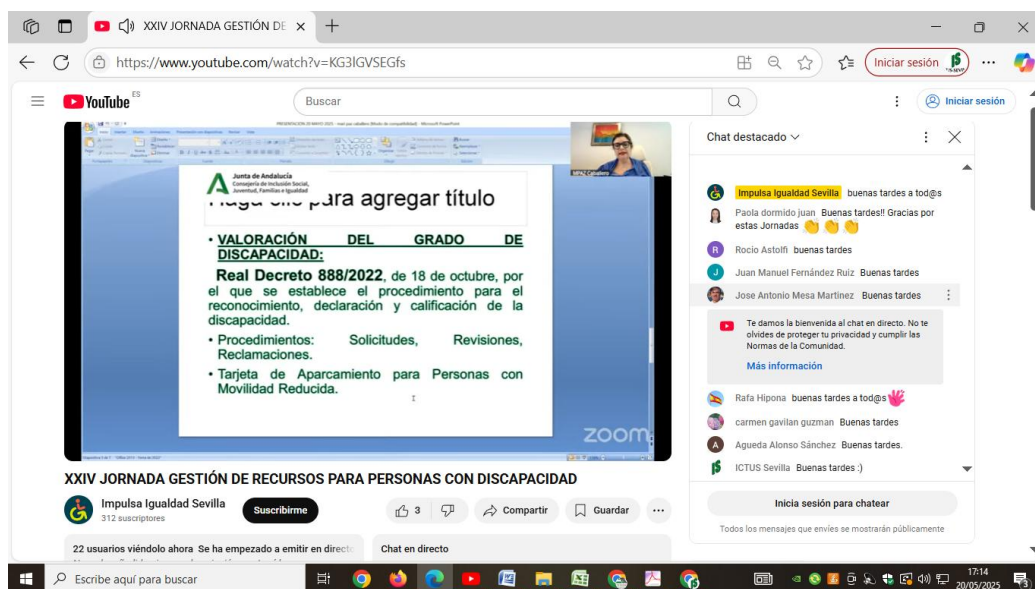 XXIV JORNADA GESTIÓN DE
https://www.youtube.com/watch?v=KG3lGVSEGfs
Iniciar sesión
YouTube ES
Buscar
Iniciar sesión
Junta de Andalucía
Consejería de Inclusión Social,
Juventud, Familias e Igualdad
para agregar título
• VALORACIÓN DEL GRADO DE
DISCAPACIDAD:
Real Decreto 888/2022, de 18 de octubre, por
el que se establece el procedimiento para el
reconocimiento, declaración y calificación de la
discapacidad.
• Procedimientos: Solicitudes, Revisiones,
Reclamaciones.
• Tarjeta de Aparcamiento para Personas con
Movilidad Reducida.
MPAZ Caballero
zoom
XXIV JORNADA GESTIÓN DE RECURSOS PARA PERSONAS CON DISCAPACIDAD
Impulsa Igualdad Sevilla
312 suscriptores
Suscribirme
3
Compartir
Guardar
22 usuarios viéndolo ahora Se ha empezado a emitir en directo
Chat en directo
Chat destacado
Impulsa Igualdad Sevilla buenas tardes a tod@s
Paola dormido juan Buenas tardes!! Gracias por
estas Jornadas 👏👏👏
R Rocio Astolfi buenas tardes
J Juan Manuel Fernández Ruiz Buenas tardes
Jose Antonio Mesa Martinez Buenas tardes
Te damos la bienvenida al chat en directo. No te
olvides de proteger tu privacidad y cumplir las
Normas de la Comunidad.
Más información
Rafa Hipona buenas tardes a tod@s
carmen gavilan guzman Buenas tardes
A Agueda Alonso Sánchez Buenas tardes.
ICTUS Sevilla Buenas tardes :)
Inicia sesión para chatear
Todos los mensajes que envíes se mostrarán públicamente
Escribe aquí para buscar
17:14
20/05/2025